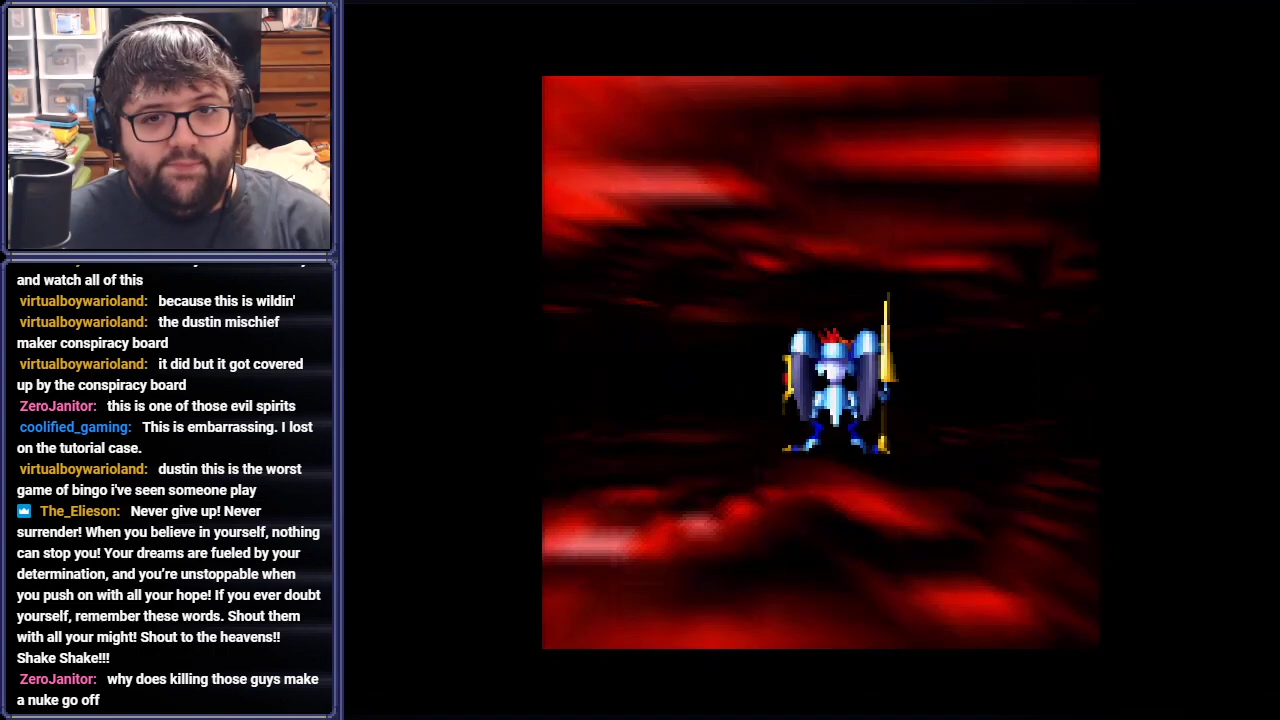 and watch all of this
virtualboywarioland: because this is wildin'
virtualboywarioland: the dustin mischief
maker conspiracy board
virtualboywarioland: it did but it got covered
up by the conspiracy board
ZeroJanitor: this is one of those evil spirits
coolified_gaming: This is embarrassing. I lost
on the tutorial case.
virtualboywarioland: dustin this is the worst
game of bingo i've seen someone play
The_Elieson: Never give up! Never
surrender! When you believe in yourself, nothing
can stop you! Your dreams are fueled by your
determination, and you’re unstoppable when
you push on with all your hope! If you ever doubt
yourself, remember these words. Shout them
with all your might! Shout to the heavens!!
Shake Shake!!!
ZeroJanitor: why does killing those guys make
a nuke go off